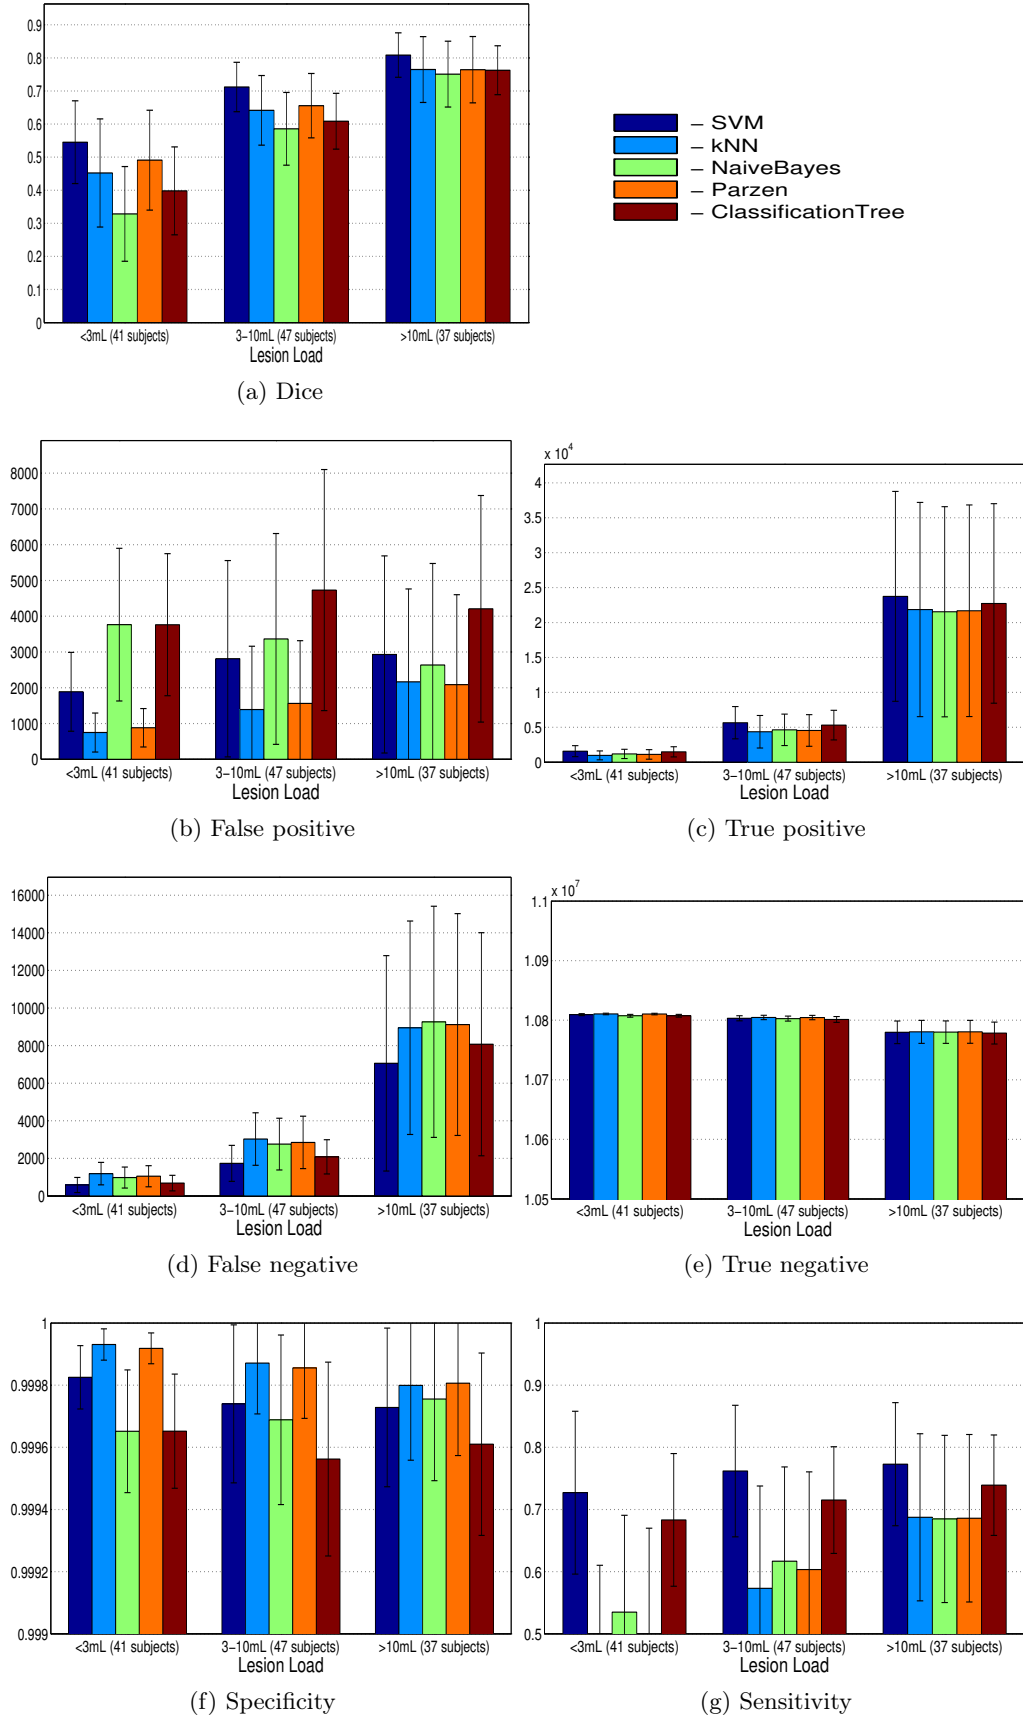 0.9
0.8
0.7
0.6
0.5
0.4
0.3
0.2
0.1
0
<3mL (41 subjects) 3−10mL (47 subjects) >10mL (37 subjects)
Lesion Load
(a) Dice
− SVM
− kNN
− NaiveBayes
− Parzen
− ClassificationTree
8000
7000
6000
5000
4000
3000
2000
1000
0
<3mL (41 subjects) 3−10mL (47 subjects) >10mL (37 subjects)
Lesion Load
(b) False positive
x 10^4
4
3.5
3
2.5
2
1.5
1
0.5
0
<3mL (41 subjects) 3−10mL (47 subjects) >10mL (37 subjects)
Lesion Load
(c) True positive
16000
14000
12000
10000
8000
6000
4000
2000
0
<3mL (41 subjects) 3−10mL (47 subjects) >10mL (37 subjects)
Lesion Load
(d) False negative
x 10^7
1.1
1.09
1.08
1.07
1.06
1.05
<3mL (41 subjects) 3−10mL (47 subjects) >10mL (37 subjects)
Lesion Load
(e) True negative
1
0.9998
0.9996
0.9994
0.9992
0.999
<3mL (41 subjects) 3−10mL (47 subjects) >10mL (37 subjects)
Lesion Load
(f) Specificity
1
0.9
0.8
0.7
0.6
0.5
<3mL (41 subjects) 3−10mL (47 subjects) >10mL (37 subjects)
Lesion Load
(g) Sensitivity